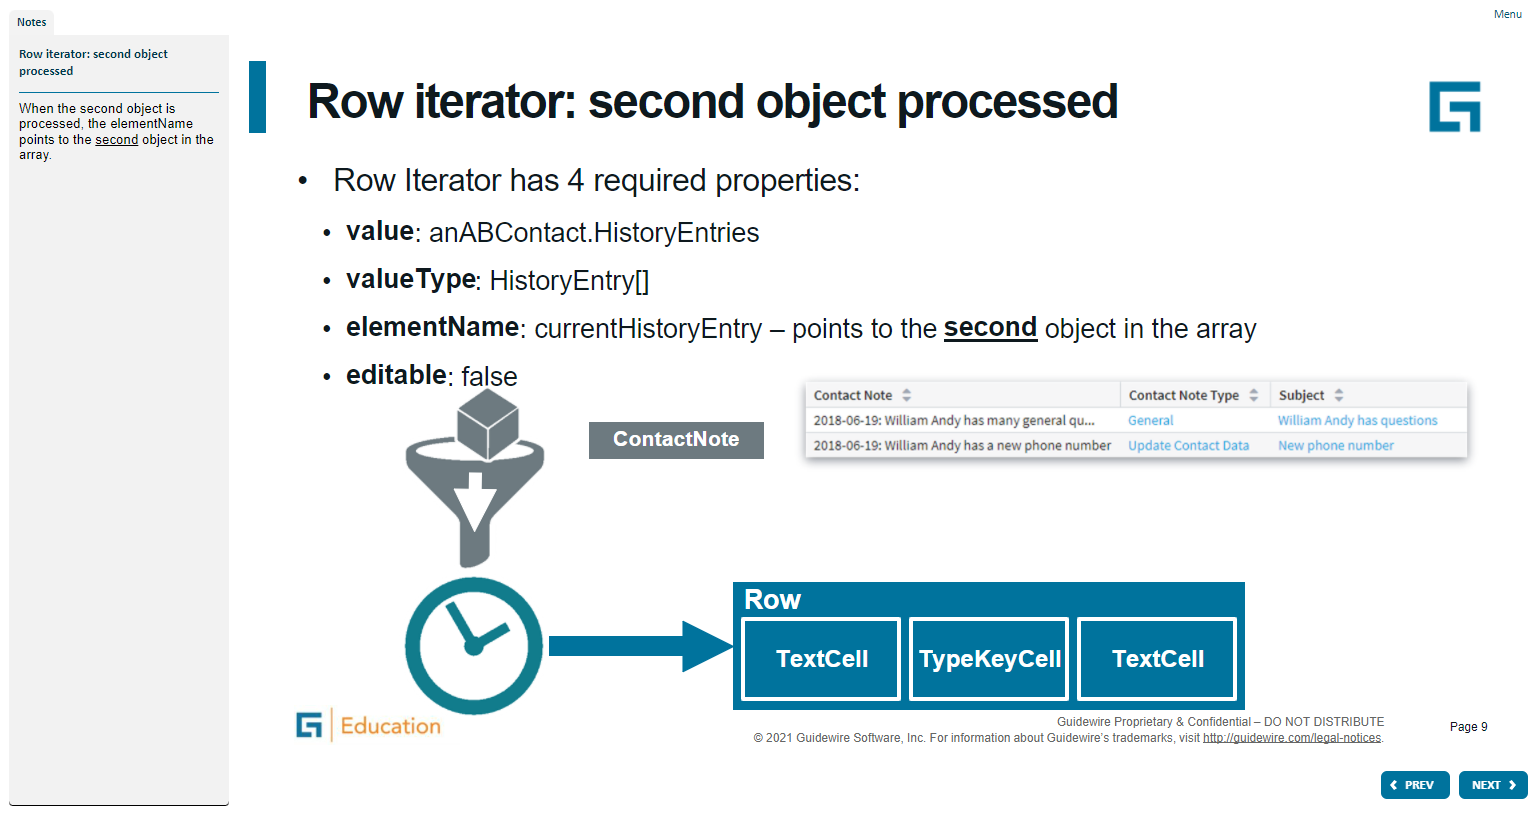 Notes
Menu
Row iterator: second object
processed
When the second object is
processed, the elementName
points to the second object in the
array.
Row iterator: second object processed
• Row Iterator has 4 required properties:
• value: anABContact.HistoryEntries
• valueType: HistoryEntry[]
• elementName: currentHistoryEntry – points to the second object in the array
• editable: false
ContactNote
Contact Note Contact Note Type Subject
2018-06-19: William Andy has many general qu... General William Andy has questions
2018-06-19: William Andy has a new phone number Update Contact Data New phone number
Row
TextCell TypeKeyCell TextCell
Education
Guidewire Proprietary & Confidential – DO NOT DISTRIBUTE
© 2021 Guidewire Software, Inc. For information about Guidewire's trademarks, visit http://guidewire.com/legal-notices.
Page 9
PREV NEXT